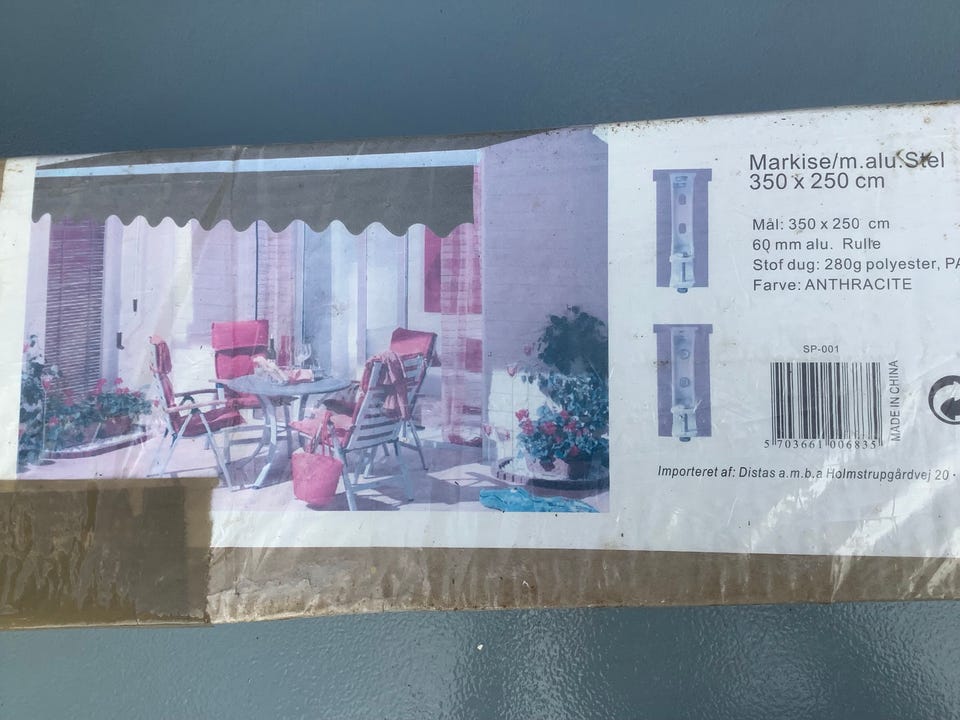 Markise/m.alu.Stel
350 x 250 cm
Mål: 350 x 250 cm
60 mm alu. Rulle
Stof dug: 280g polyester, PA
Farve: ANTHRACITE
SP-001
MADE IN CHINA
5 703661 006835
Importeret af: Distas a.m.b.a Holmstrupgårdvej 20 ·